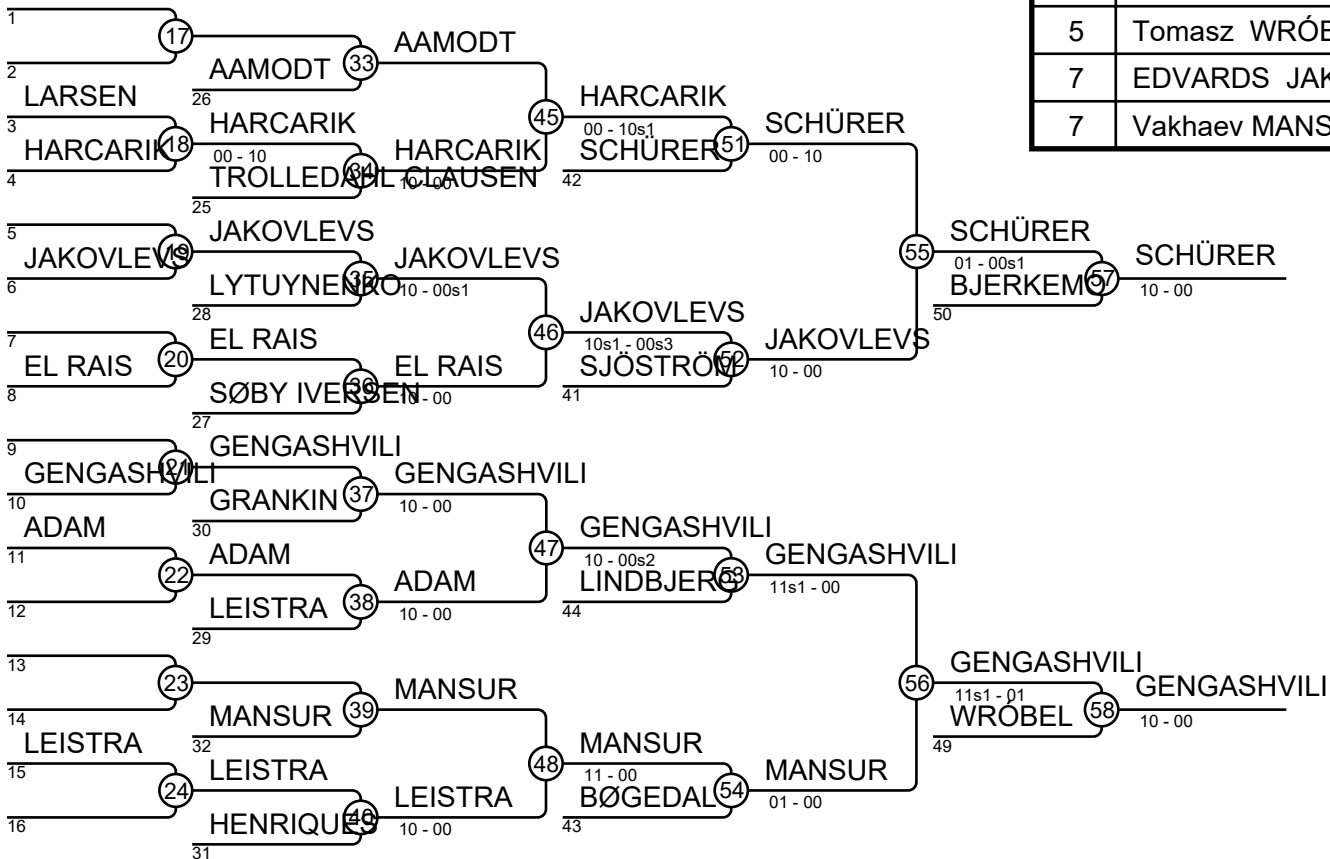 1
17
2
AAMODT
33
AAMODT
26
5 Tomasz WRÓB
7 EDVARDS JAK
7 Vakhaev MANS
LARSEN
3
18
HARCARIK
4
HARCARIK
00 - 10
34
TROLLEDAHL CLAUSEN
25
HARCARIK
10 - 00
45
HARCARIK
00 - 10s1
51
SCHÜRER
42
SCHÜRER
00 - 10
5
19
JAKOVLEVS
6
JAKOVLEVS
35
LYTUYNENKO
28
JAKOVLEVS
10 - 00s1
7
20
EL RAIS
8
EL RAIS
36
SØBY IVERSEN
27
EL RAIS
10 - 00
46
JAKOVLEVS
10s1 - 00s3
52
SJÖSTRÖM
41
JAKOVLEVS
10 - 00
55
SCHÜRER
01 - 00s1
57
BJERKEMO
50
SCHÜRER
10 - 00
9
21
GENGASHVILI
10
GENGASHVILI
37
GRANKIN
30
GENGASHVILI
10 - 00
ADAM
11
22
12
ADAM
38
LEISTRA
29
ADAM
10 - 00
47
GENGASHVILI
10 - 00s2
53
LINDBJERG
44
GENGASHVILI
11s1 - 00
13
23
14
MANSUR
39
MANSUR
32
LEISTRA
15
24
16
LEISTRA
40
HENRIQUES
31
LEISTRA
10 - 00
48
MANSUR
11 - 00
54
BØGEDAL
43
MANSUR
01 - 00
56
GENGASHVILI
11s1 - 01
58
WRÓBEL
49
GENGASHVILI
10 - 00